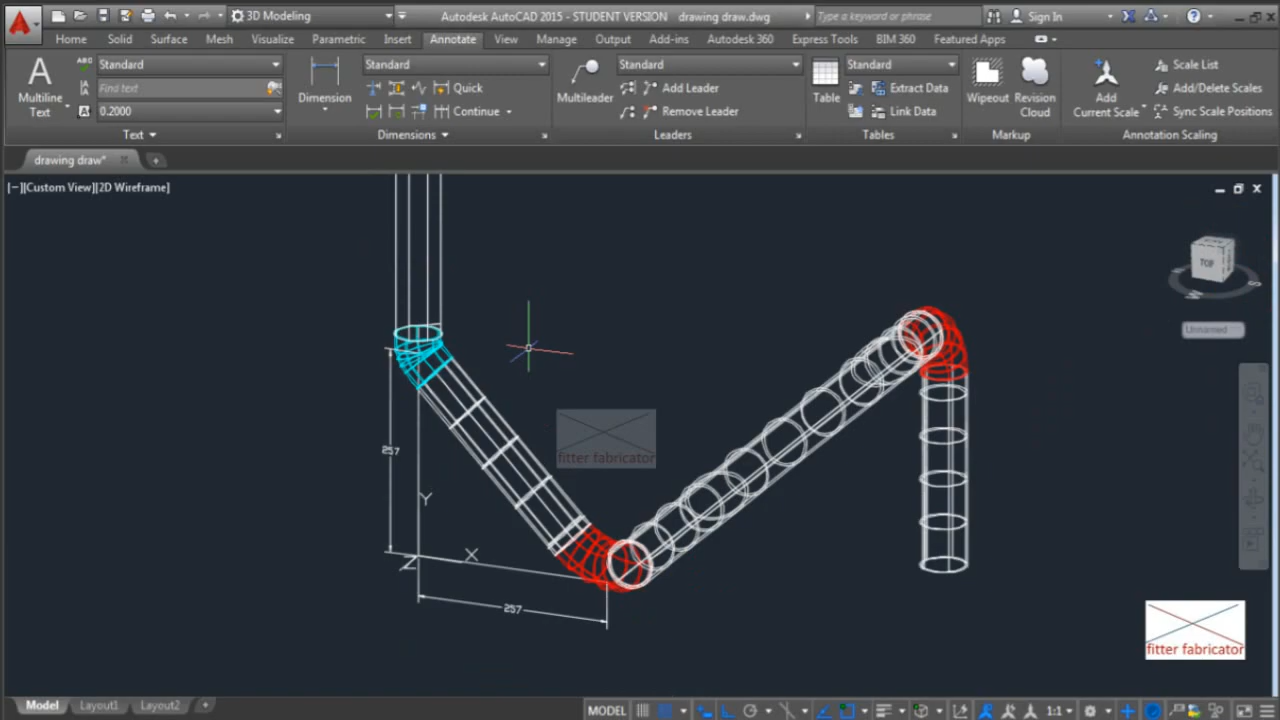 3D Modeling
Autodesk AutoCAD 2015 - STUDENT VERSION drawing draw.dwg
Type a keyword or phrase
Sign In
Home Solid Surface Mesh Visualize Parametric Insert Annotate View Manage Output Add-ins Autodesk 360 Express Tools BIM 360 Featured Apps
A
Multiline
Text
ABC
Standard
Find text
0.2000
Text
Dimension
Standard
Quick
Continue
Dimensions
Multileader
Standard
Add Leader
Remove Leader
Leaders
Table
Standard
Extract Data
Link Data
Tables
Wipeout
Revision
Cloud
Markup
Add
Current Scale
Scale List
Add/Delete Scales
Sync Scale Positions
Annotation Scaling
drawing draw*
[−][Custom View][2D Wireframe]
TOP
Unnamed
fitter fabricator
257
Y
X
Z
257
fitter fabricator
Model Layout1 Layout2
MODEL
1:1